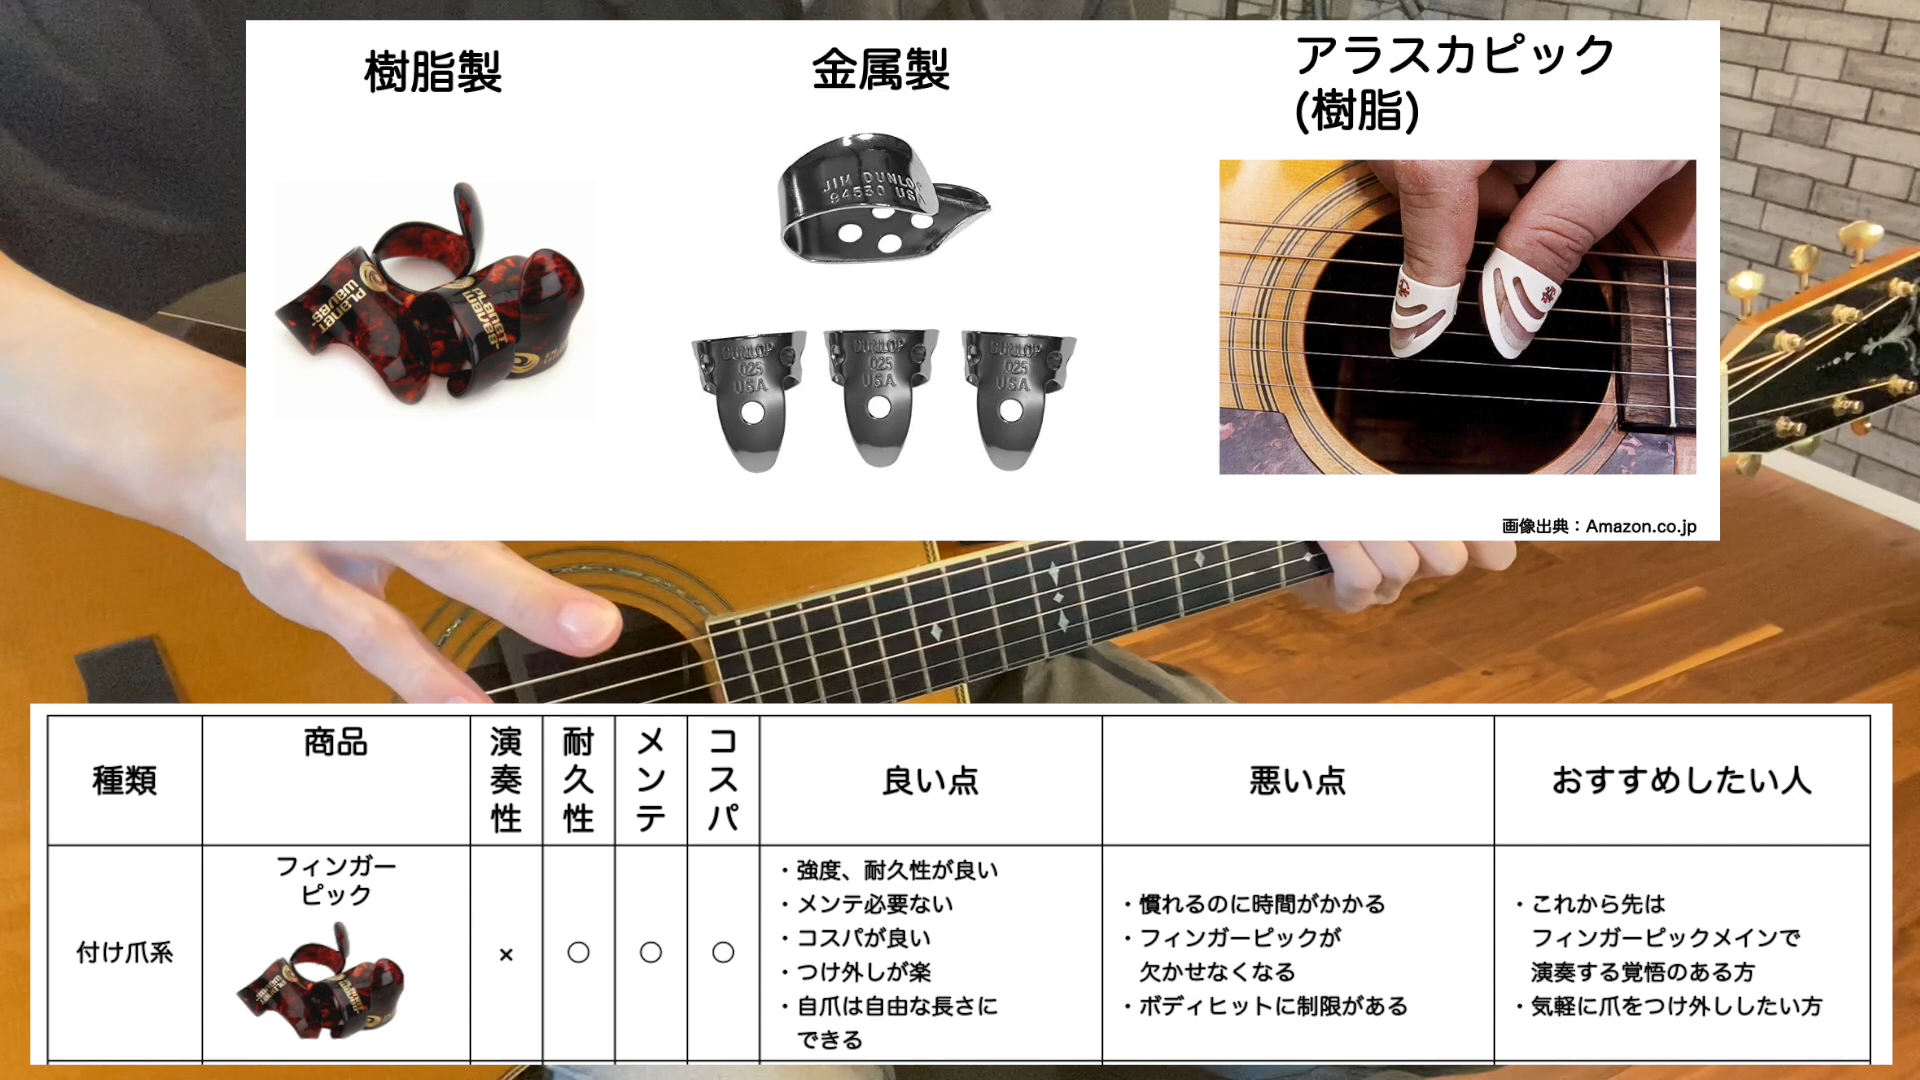 樹脂製
金属製
アラスカピック
(樹脂)
PLANET
WAVES
PLANET
WAVES
JIM DUNLOP
94550 USA
DUNLOP
.025
USA
DUNLOP
.025
USA
DUNLOP
.025
USA
画像出典：Amazon.co.jp
種類
商品
演奏性
耐久性
メンテ
コスパ
良い点
悪い点
おすすめしたい人
付け爪系
フィンガー
ピック
×
○
○
○
・強度、耐久性が良い
・メンテ必要ない
・コスパが良い
・つけ外しが楽
・自爪は自由な長さに
できる
・慣れるのに時間がかかる
・フィンガーピックが
欠かせなくなる
・ボディヒットに制限がある
・これから先は
フィンガーピックメインで
演奏する覚悟のある方
・気軽に爪をつけ外ししたい方